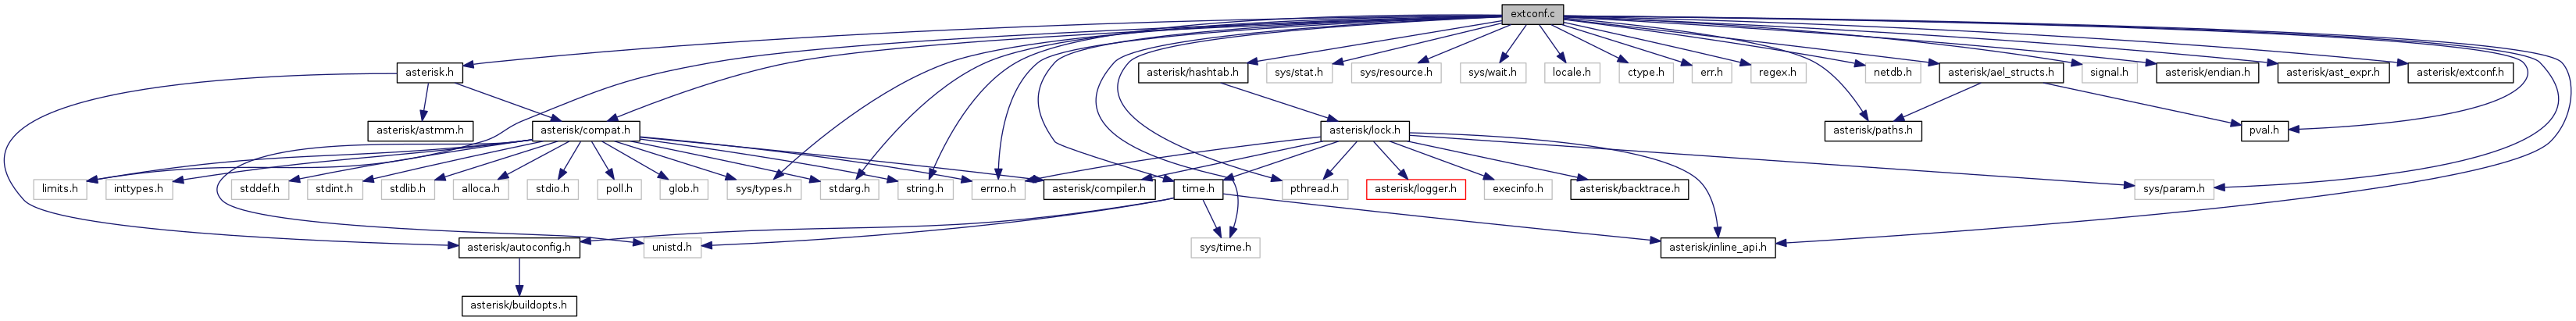 extconf.c
asterisk.h
asterisk/hashtab.h
sys/stat.h
sys/resource.h
sys/wait.h
locale.h
ctype.h
err.h
regex.h
netdb.h
asterisk/ael_structs.h
signal.h
asterisk/endian.h
asterisk/ast_expr.h
asterisk/extconf.h
asterisk/astmm.h
asterisk/compat.h
asterisk/lock.h
asterisk/paths.h
pval.h
limits.h
inttypes.h
stddef.h
stdint.h
stdlib.h
alloca.h
stdio.h
poll.h
glob.h
sys/types.h
stdarg.h
string.h
errno.h
asterisk/compiler.h
time.h
pthread.h
asterisk/logger.h
execinfo.h
asterisk/backtrace.h
sys/param.h
asterisk/autoconfig.h
unistd.h
sys/time.h
asterisk/inline_api.h
asterisk/buildopts.h